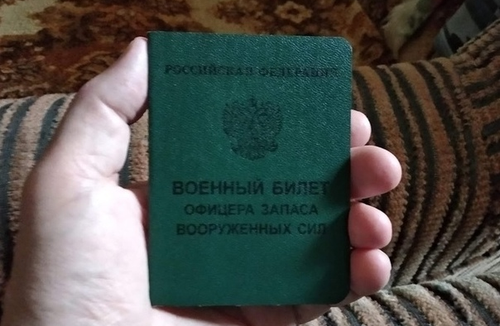 РОССИЙСКАЯ ФЕДЕРАЦИЯ
ВОЕННЫЙ БИЛЕТ
ОФИЦЕРА ЗАПАСА
ВООРУЖЕННЫХ СИЛ